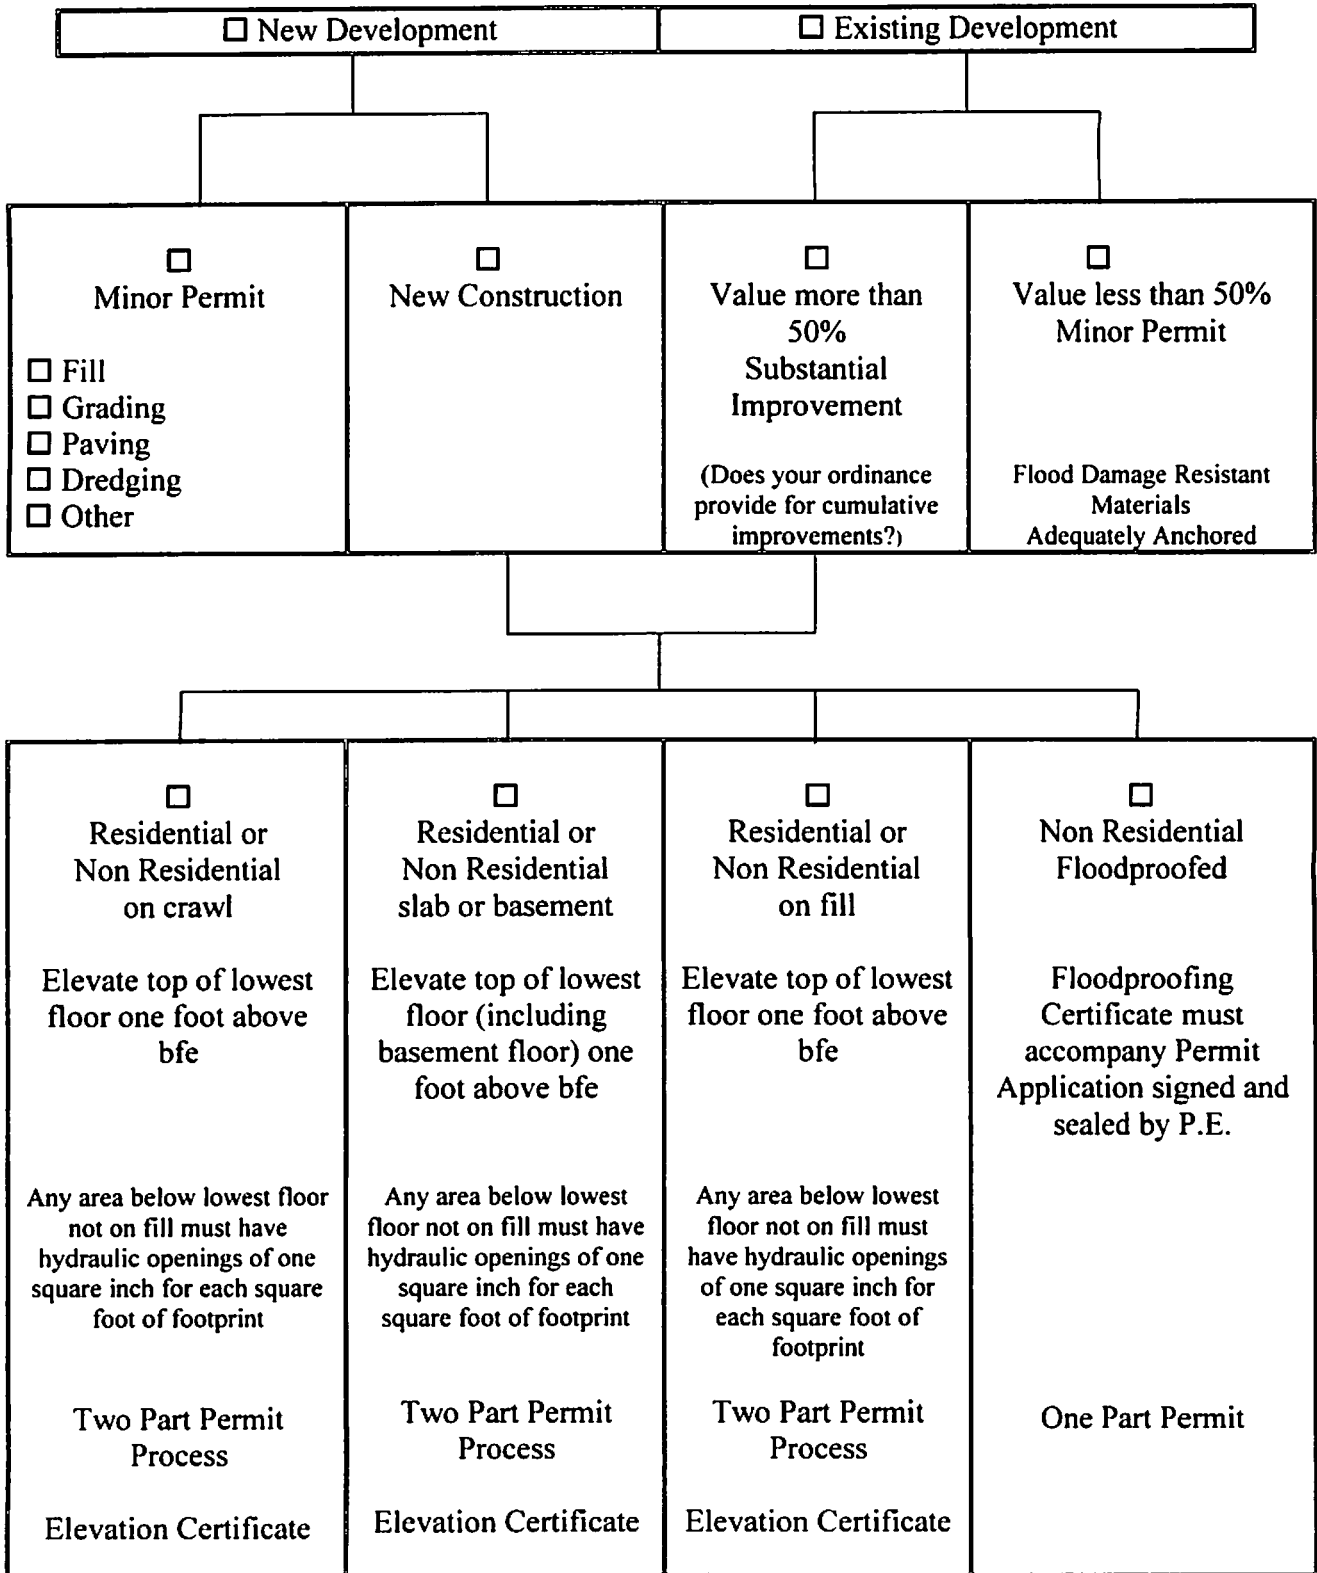 ☐ New Development
☐ Existing Development
☐
Minor Permit
☐ Fill
☐ Grading
☐ Paving
☐ Dredging
☐ Other
☐
New Construction
☐
Value more than
50%
Substantial
Improvement
(Does your ordinance
provide for cumulative
improvements?)
☐
Value less than 50%
Minor Permit
Flood Damage Resistant
Materials
Adequately Anchored
☐
Residential or
Non Residential
on crawl
Elevate top of lowest
floor one foot above
bfe
Any area below lowest floor
not on fill must have
hydraulic openings of one
square inch for each square
foot of footprint
Two Part Permit
Process
Elevation Certificate
☐
Residential or
Non Residential
slab or basement
Elevate top of lowest
floor (including
basement floor) one
foot above bfe
Any area below lowest
floor not on fill must have
hydraulic openings of one
square inch for each
square foot of footprint
Two Part Permit
Process
Elevation Certificate
☐
Residential or
Non Residential
on fill
Elevate top of lowest
floor one foot above
bfe
Any area below lowest
floor not on fill must
have hydraulic openings
of one square inch for
each square foot of
footprint
Two Part Permit
Process
Elevation Certificate
☐
Non Residential
Floodproofed
Floodproofing
Certificate must
accompany Permit
Application signed and
sealed by P.E.
One Part Permit